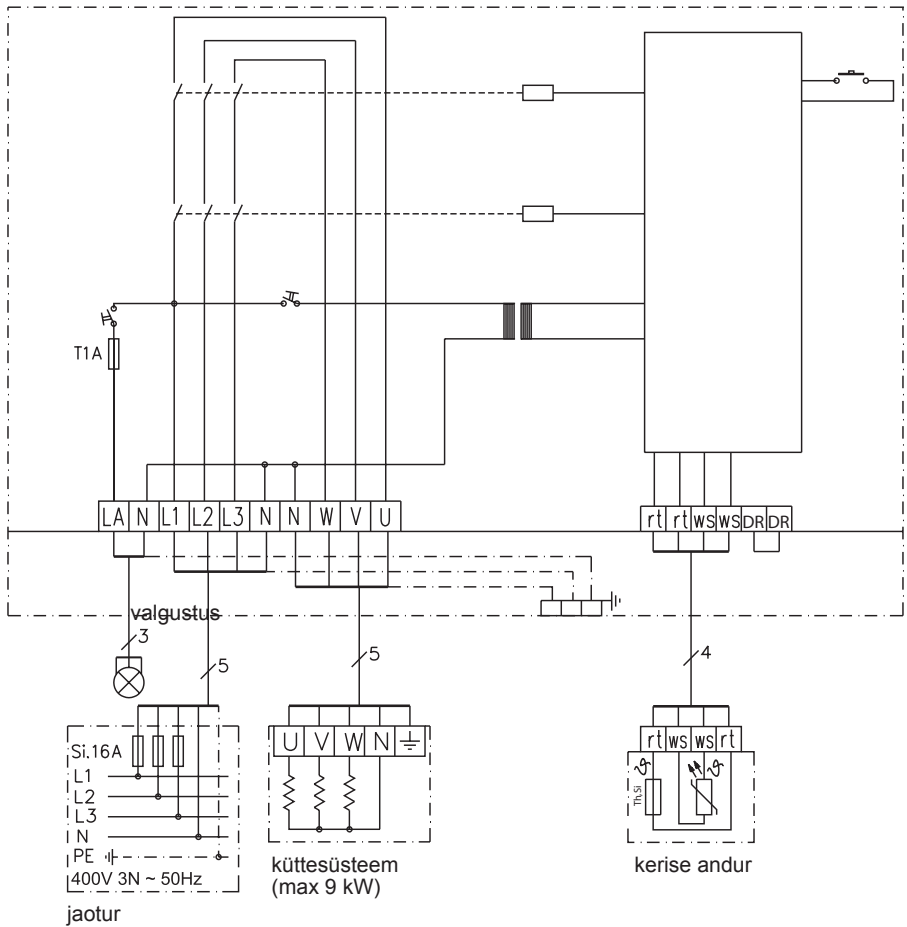 T1A
LA N L1 L2 L3 N N W V U
rt rt ws ws DR DR
valgustus
3
5
5
4
Si.16A
L1
L2
L3
N
PE
400V 3N ~ 50Hz
jaotur
U V W N
küttesüsteem
(max 9 kW)
rt ws ws rt
ϑ ϑ
Th,Si
kerise andur